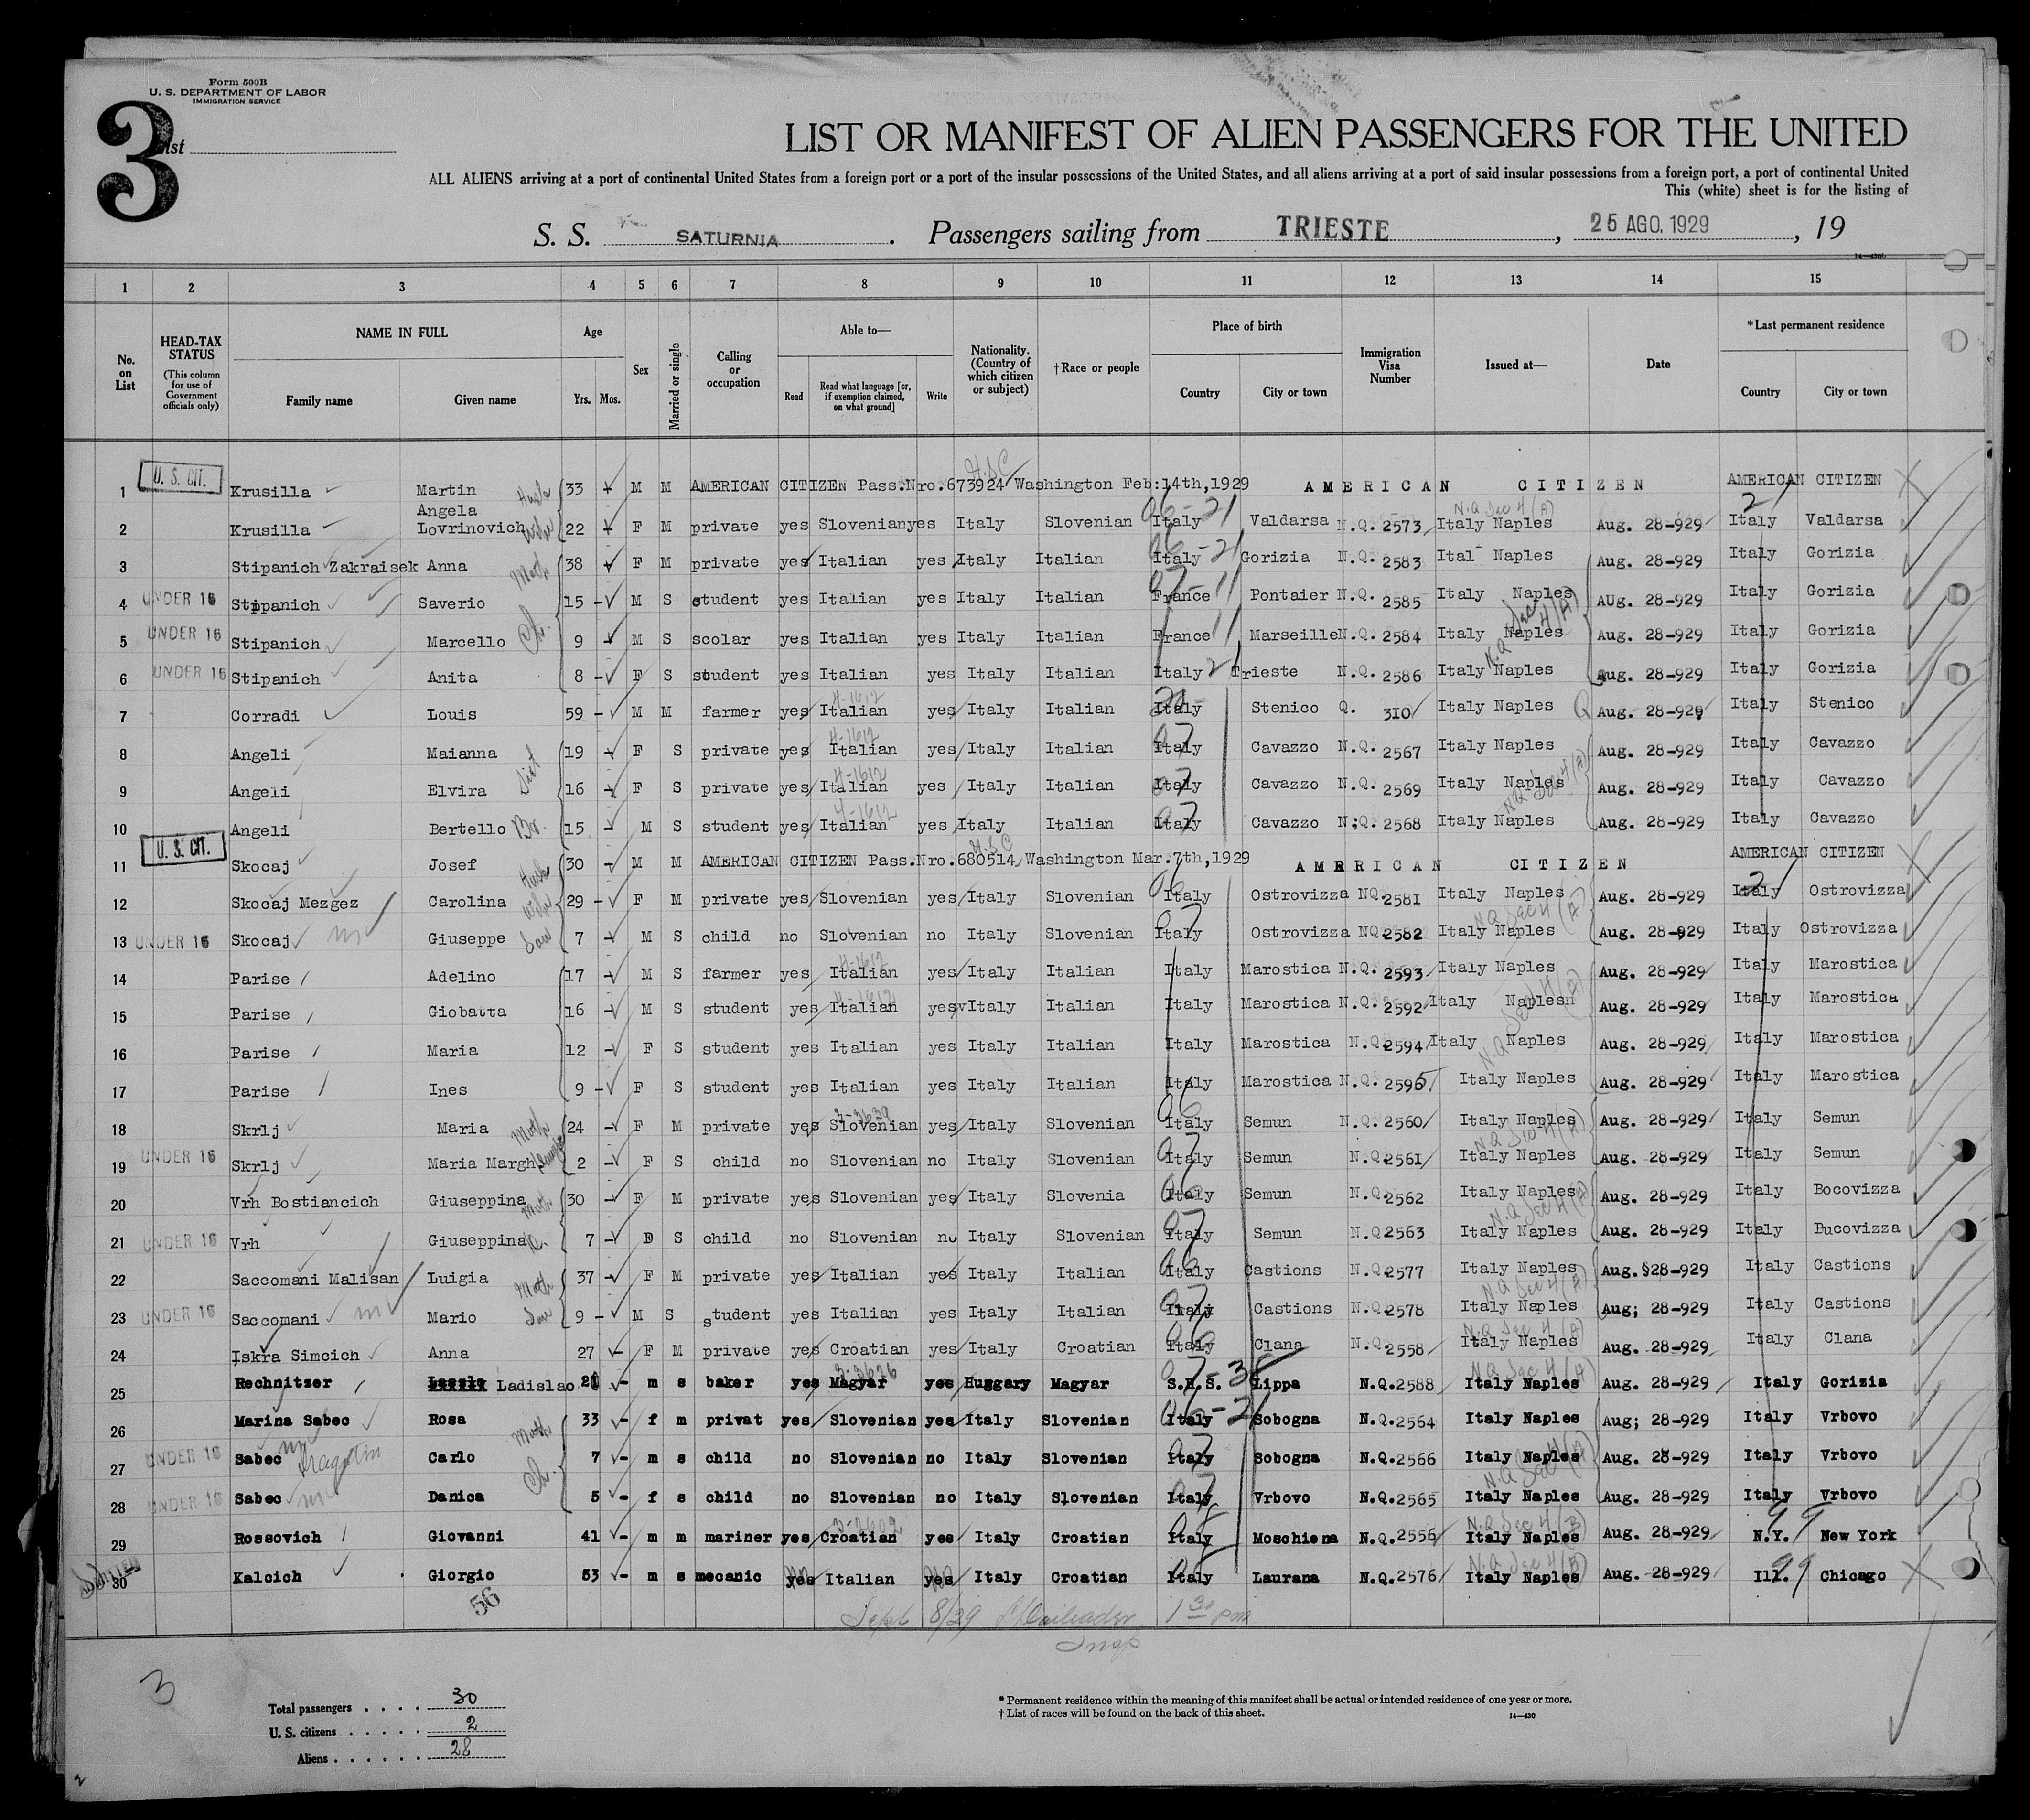 Form 500B
U. S. DEPARTMENT OF LABOR
IMMIGRATION SERVICE
3
LIST OR MANIFEST OF ALIEN PASSENGERS FOR THE UNITED
ALL ALIENS arriving at a port of continental United States from a foreign port or a port of the insular possessions of the United States, and all aliens arriving at a port of said insular possessions from a foreign port, a port of continental United
This (white) sheet is for the listing of
S. S. SATURNIA. Passengers sailing from TRIESTE, 25 AGO. 1929, 19
14—430
1 2 3 4 5 6 7 8 9 10 11 12 13 14 15
No. on List HEAD-TAX STATUS (This column for use of Government officials only) NAME IN FULL Family name Given name Age Yrs. Mos. Sex Married or single Calling or occupation Able to— Read Read what language [or, if exemption claimed, on what ground] Write Nationality. (Country of which citizen or subject) †Race or people Place of birth Country City or town Immigration Visa Number Issued at— Date *Last permanent residence Country City or town
U. S. CIT.
1 Krusilla Martin Husb 33 M M AMERICAN CITIZEN Pass.Nro.673924 Washington Feb:14th,1929 AMERICAN CITIZEN AMERICAN CITIZEN
2 Krusilla Angela Lovrinovich Wife 22 F M private yes Slovenian yes Italy Slovenian Italy Valdarsa N.Q. 2573 Italy Naples Aug. 28-929 Italy Valdarsa
3 Stipanich Zakraisek Anna Moth 38 F M private yes Italian yes Italy Italian Italy Gorizia N.Q. 2583 Ital Naples Aug. 28-929 Italy Gorizia
4 UNDER 16 Stipanich Saverio 15 M S student yes Italian yes Italy Italian France Pontaier N.Q. 2585 Italy Naples AUg. 28-929 Italy Gorizia
5 UNDER 16 Stipanich Marcello Ch. 9 M S scolar yes Italian yes Italy Italian France Marseille N.Q. 2584 Italy Naples Aug. 28-929 Italy Gorizia
6 UNDER 16 Stipanich Anita 8 F S student yes Italian yes Italy Italian Italy Trieste N.Q. 2586 Italy Naples Aug. 28-929 Italy Gorizia
7 Corradi Louis 59 M M farmer yes Italian yes Italy Italian Italy Stenico Q. 310 Italy Naples Q Aug. 28-929 Italy Stenico
8 Angeli Maianna 19 F S private yes Italian yes Italy Italian Italy Cavazzo N.Q. 2567 Italy Naples Aug. 28-929 Italy Cavazzo
9 Angeli Elvira Sist 16 F S private yes Italian yes Italy Italian Italy Cavazzo N.Q. 2569 Italy Naples Aug. 28-929 Italy Cavazzo
10 Angeli Bertello Br. 15 M S student yes Italian yes Italy Italian Italy Cavazzo N;Q. 2568 Italy Naples Aug. 28-929 Italy Cavazzo
U. S. CIT.
11 Skocaj Josef Husb 30 M M AMERICAN CITIZEN Pass.Nro.680514 Washington Mar.7th,1929 AMERICAN CITIZEN AMERICAN CITIZEN
12 Skocaj Mezgez Carolina Wife 29 F M private yes Slovenian yes Italy Slovenian Italy Ostrovizza NQ. 2581 Italy Naples Aug. 28-929 Italy Ostrovizza
13 UNDER 16 Skocaj Giuseppe Son 7 M S child no Slovenian no Italy Slovenian Italy Ostrovizza NQ 2582 Italy Naples Aug. 28-929 Italy Ostrovizza
14 Parise Adelino 17 M S farmer yes Italian yes Italy Italian Italy Marostica N.Q. 2593 Italy Naples Aug. 28-929 Italy Marostica
15 Parise Giobatta 16 M S student yes Italian yes Italy Italian Italy Marostica N.Q. 2592 Italy Naples Aug. 28-929 Italy Marostica
16 Parise Maria 12 F S student yes Italian yes Italy Italian Italy Marostica N.Q. 2594 Italy Naples Aug. 28-929 Italy Marostica
17 Parise Ines 9 F S student yes Italian yes Italy Italian Italy Marostica N.Q. 2595 Italy Naples Aug. 28-929 Italy Marostica
18 Skrlj Maria Moth 24 F M private yes Slovenian yes Italy Slovenian Italy Semun N.Q. 2560 Italy Naples Aug. 28-929 Italy Semun
19 UNDER 16 Skrlj Maria Margh 2 F S child no Slovenian no Italy Slovenian Italy Semun N.Q. 2561 Italy Naples Aug. 28-929 Italy Semun
20 Vrh Bostiancich Giuseppina Moth 30 F M private yes Slovenian yes Italy Slovenia Italy Semun N.Q. 2562 Italy Naples Aug. 28-929 Italy Bocovizza
21 UNDER 16 Vrh Giuseppina 7 S child no Slovenian no Italy Slovenian Italy Semun N.Q. 2563 Italy Naples Aug. 28-929 Italy Bucovizza
22 Saccomani Malisan Luigia Moth 37 F M private yes Italian yes Italy Italian Italy Castions N.Q. 2577 Italy Naples Aug. 28-929 Italy Castions
23 UNDER 16 Saccomani Mario Son 9 M S student yes Italian yes Italy Italian Italy Castions N.Q. 2578 Italy Naples Aug; 28-929 Italy Castions
24 Iskra Simcich Anna 27 F M private yes Croatian yes Italy Croatian Italy Clana N.Q. 2558 Italy Naples Aug. 28-929 Italy Clana
25 Rechnitzer Ladislao 21 m s baker yes Magyar yes Huggary Magyar S.H.S. Lippa N.Q. 2588 Italy Naples Aug. 28-929 Italy Gorizia
26 Marina Sabec Rosa Moth 33 f m privat yes Slovenian yes Italy Slovenian Italy Sobogna N.Q. 2564 Italy Naples Aug; 28-929 Italy Vrbovo
27 UNDER 16 Sabec Dragotin Carlo Ch. 7 m s child no Slovenian no Italy Slovenian Italy Sobogna N.Q. 2566 Italy Naples Aug. 28-929 Italy Vrbovo
28 UNDER 16 Sabec Danica 5 f s child no Slovenian no Italy Slovenian Italy Vrbovo N.Q. 2565 Italy Naples Aug. 28-929 Italy Vrbovo
29 Rossovich Giovanni 41 m m mariner yes Croatian yes Italy Croatian Italy Moschiena N.Q. 2556 Italy Naples Aug. 28-929 N.Y. New York
30 Kalcich Giorgio 53 m s mecanic yes Italian yes Italy Croatian Italy Laurana N.Q. 2576 Italy Naples Aug. 28-929 Ill. Chicago
56
Sept 8/29 1 30 pm
Insp
3
Total passengers 30
U. S. citizens 2
Aliens 28
* Permanent residence within the meaning of this manifest shall be actual or intended residence of one year or more.
† List of races will be found on the back of this sheet.
14—430